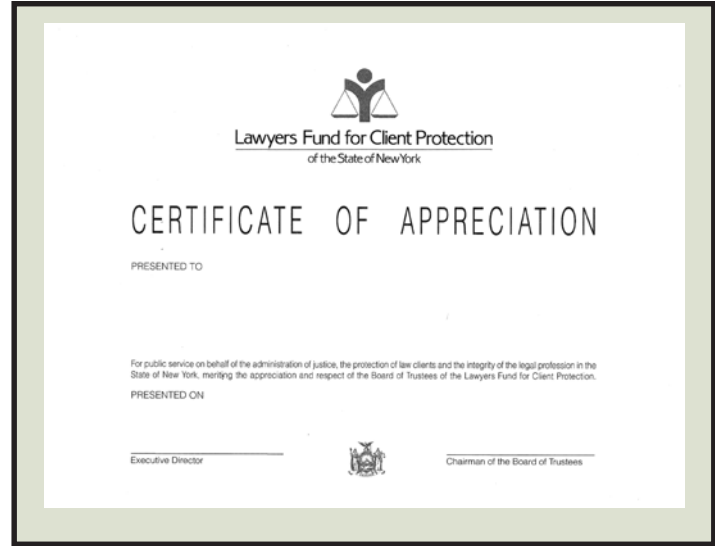 Lawyers Fund for Client Protection
of the State of New York
CERTIFICATE OF APPRECIATION
PRESENTED TO
For public service on behalf of the administration of justice, the protection of law clients and the integrity of the legal profession in the
State of New York, meriting the appreciation and respect of the Board of Trustees of the Lawyers Fund for Client Protection.
PRESENTED ON
Executive Director
Chairman of the Board of Trustees